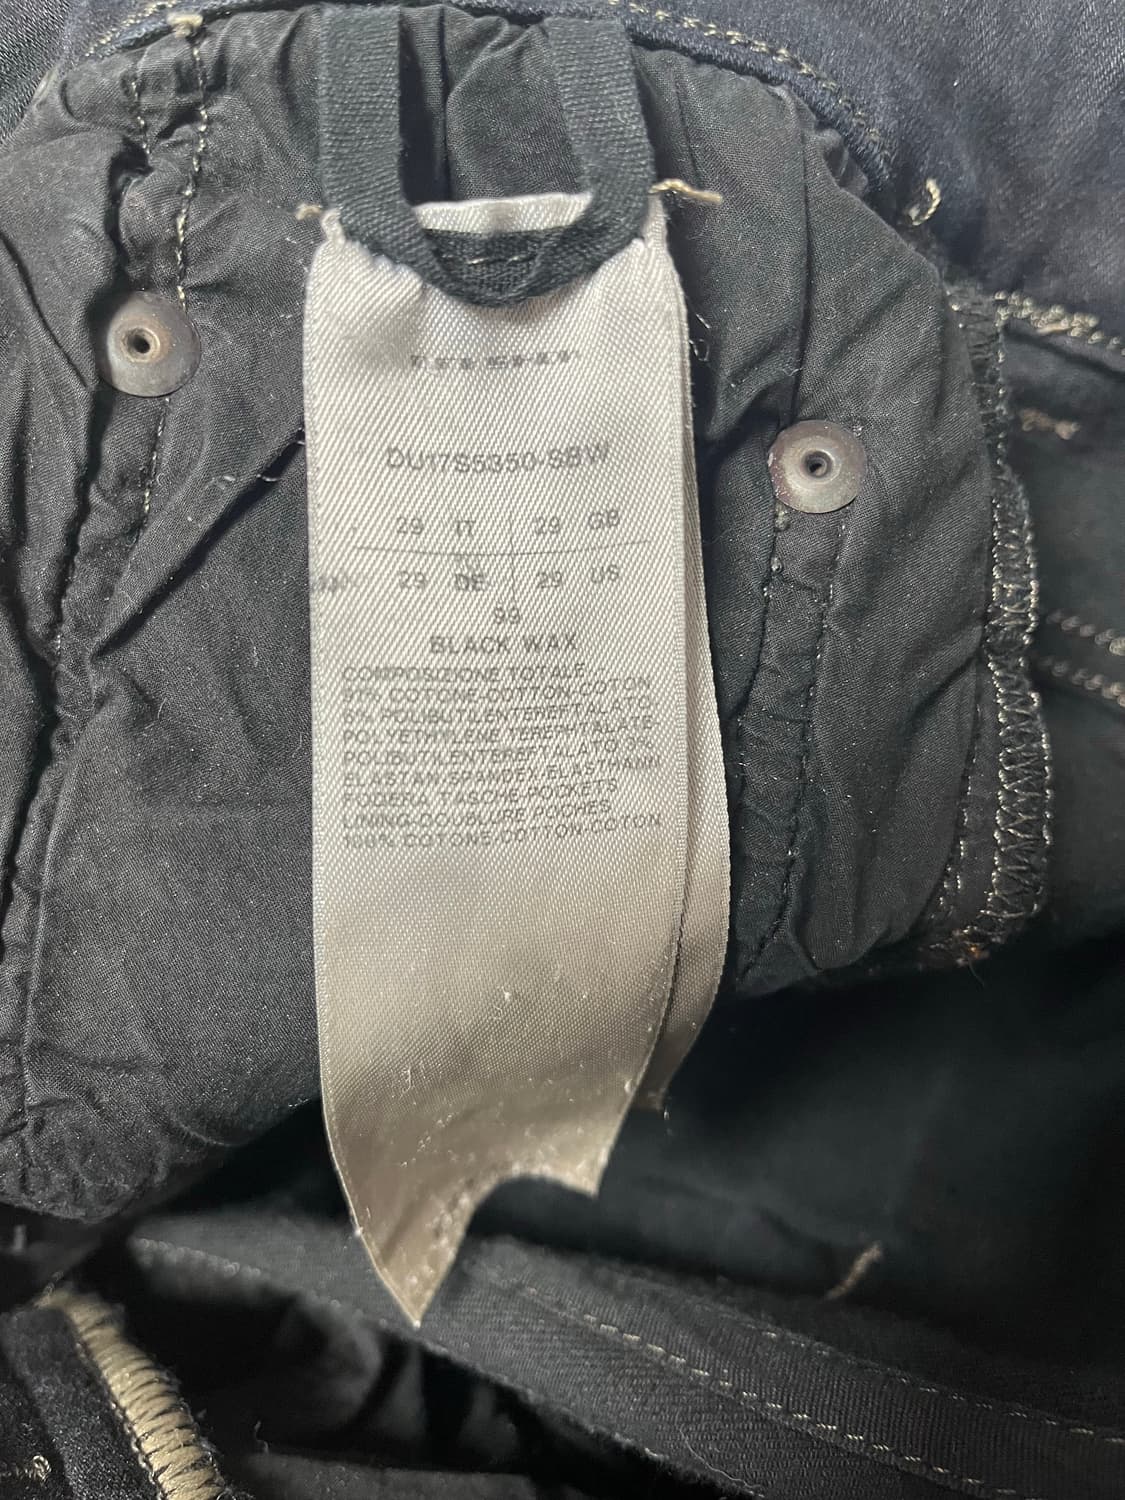 DU17S5350-SBW
29 IT 29 GB
29 DE 29 US
99
BLACK WAX
COMPOSIZIONE TOTALE
91% COTONE-COTTON-COTON
6% POLIBUTILENTEREFTALATO
POLYETHYLENE TEREPHTALATE
POLIBUTILENTEREFTALATO 3%
ELASTAN-SPANDEX-ELASTHANN
FODERA TASCHE-POCKETS
LINING-DOUBLURE POCHES
100% COTONE-COTTON-COTON